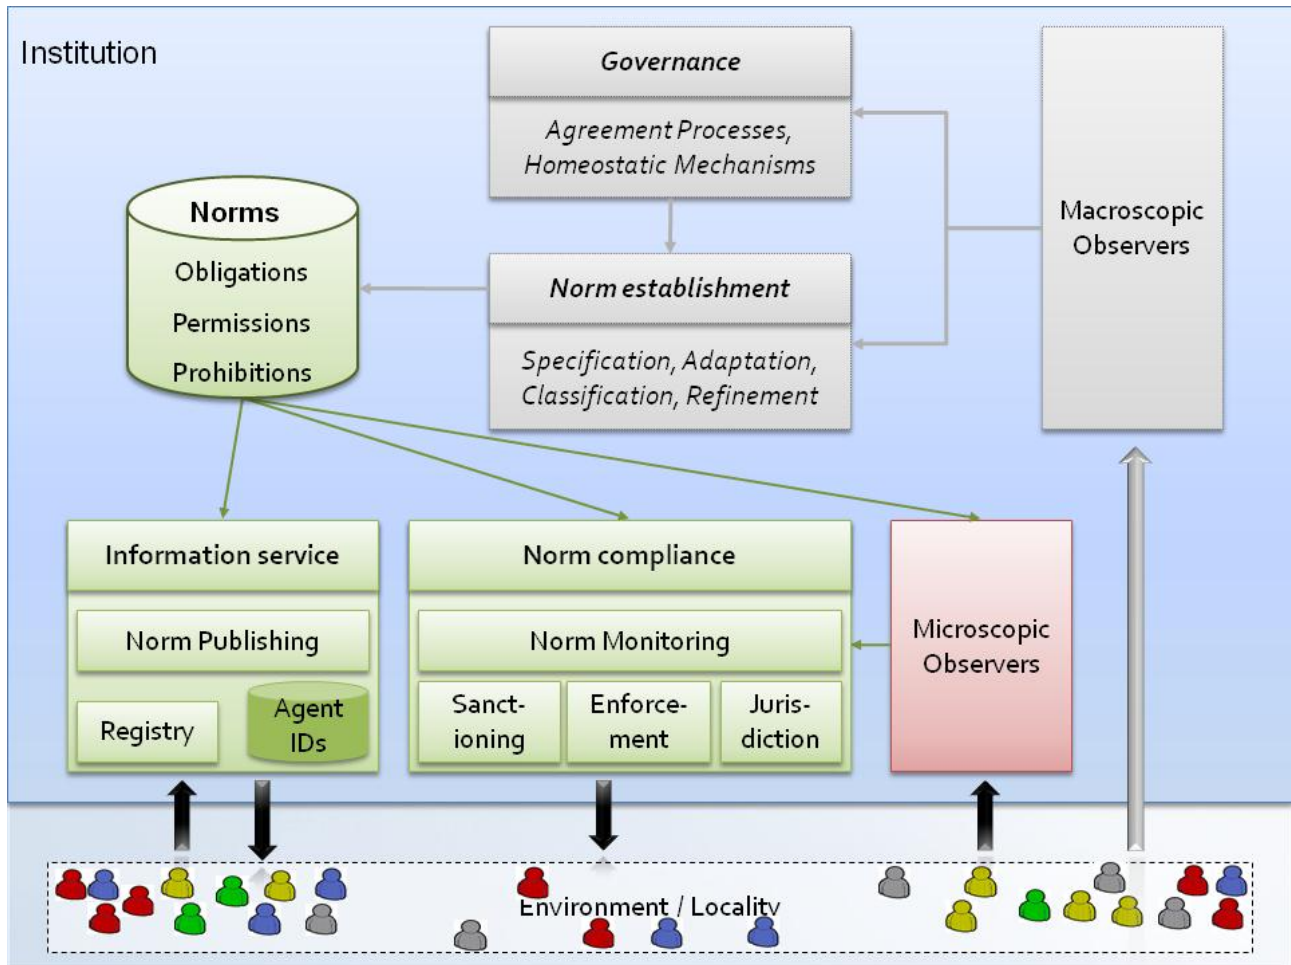 Institution
Governance
Agreement Processes,
Homeostatic Mechanisms
Macroscopic
Observers
Norms
Obligations
Permissions
Prohibitions
Norm establishment
Specification, Adaptation,
Classification, Refinement
Information service
Norm Publishing
Registry
Agent
IDs
Norm compliance
Norm Monitoring
Sanct-
ioning
Enforce-
ment
Juris-
diction
Microscopic
Observers
Environment / Locality